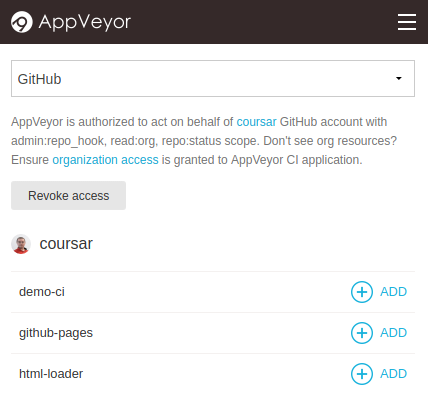 AppVeyor
GitHub
AppVeyor is authorized to act on behalf of coursar GitHub account with
admin:repo_hook, read:org, repo:status scope. Don't see org resources?
Ensure organization access is granted to AppVeyor CI application.
Revoke access
coursar
demo-ci ADD
github-pages ADD
html-loader ADD